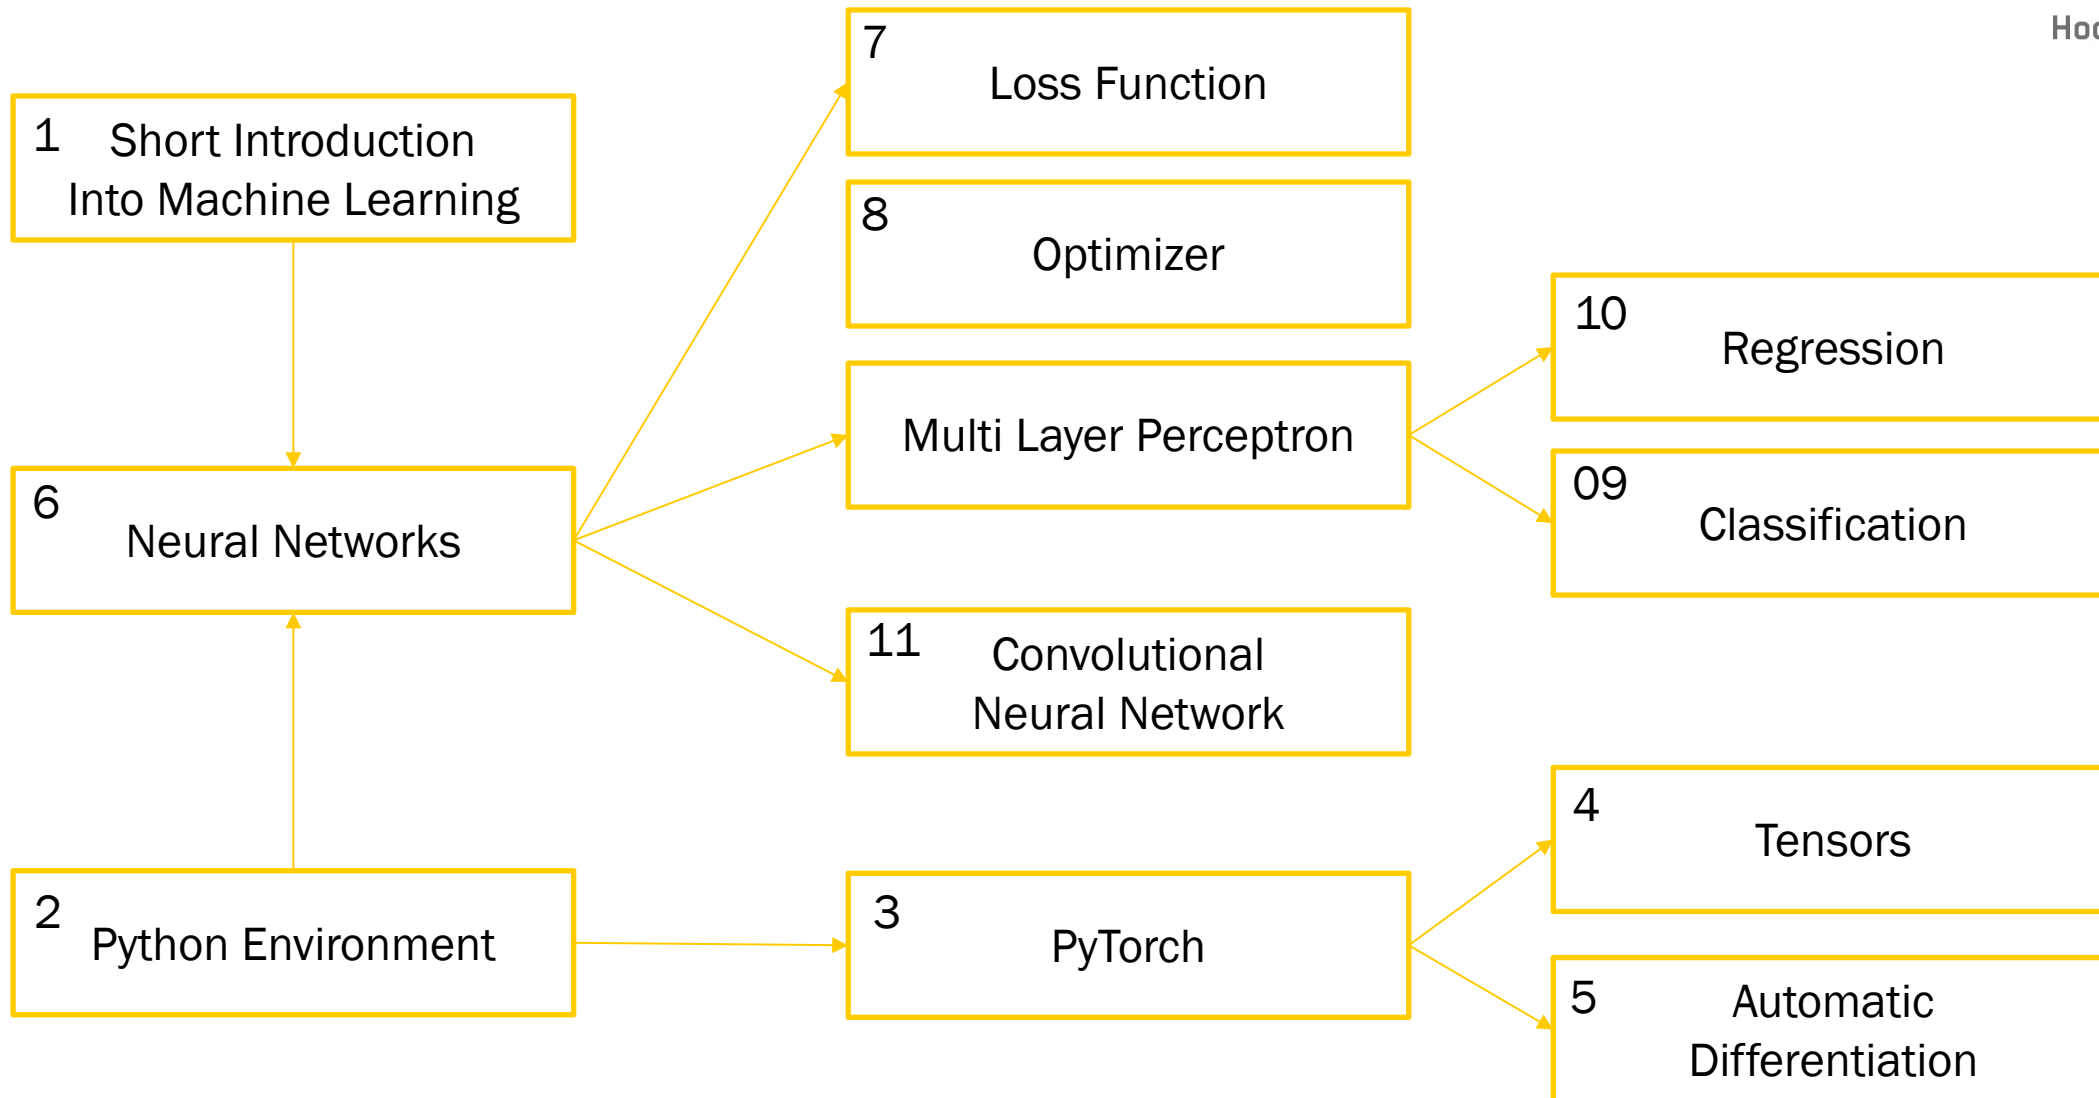 1
Short Introduction
Into Machine Learning
6
Neural Networks
2
Python Environment
7
Loss Function
8
Optimizer
Multi Layer Perceptron
11
Convolutional
Neural Network
3
PyTorch
10
Regression
09
Classification
4
Tensors
5
Automatic
Differentiation